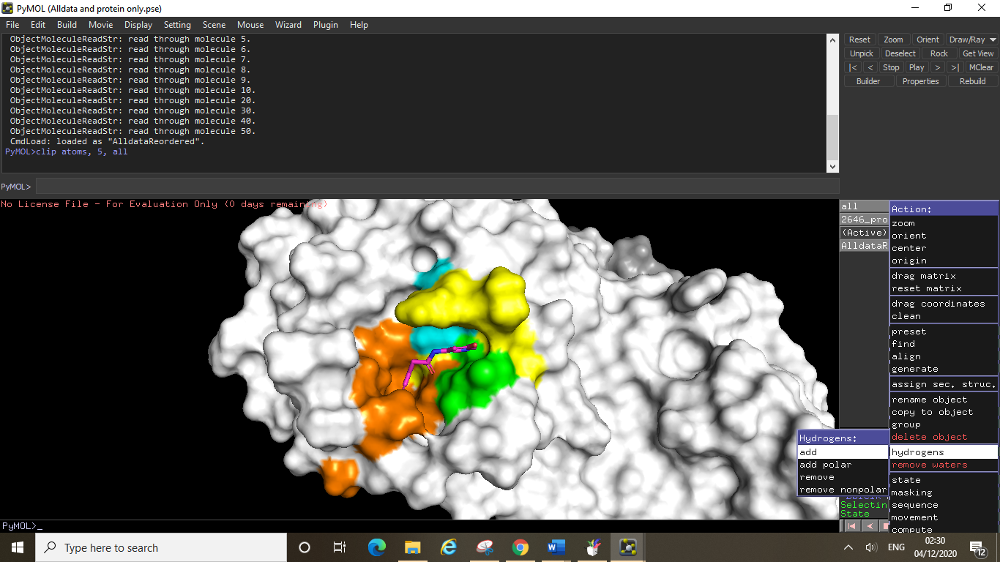 PyMOL (Alldata and protein only.pse)
File Edit Build Movie Display Setting Scene Mouse Wizard Plugin Help
ObjectMoleculeReadStr: read through molecule 5.
ObjectMoleculeReadStr: read through molecule 6.
ObjectMoleculeReadStr: read through molecule 7.
ObjectMoleculeReadStr: read through molecule 8.
ObjectMoleculeReadStr: read through molecule 9.
ObjectMoleculeReadStr: read through molecule 10.
ObjectMoleculeReadStr: read through molecule 20.
ObjectMoleculeReadStr: read through molecule 30.
ObjectMoleculeReadStr: read through molecule 40.
ObjectMoleculeReadStr: read through molecule 50.
CmdLoad: loaded as "AlldataReordered".
PyMOL>clip atoms, 5, all
PyMOL>
Reset Zoom Orient Draw/Ray
Unpick Deselect Rock Get View
|< < Stop Play > >| MClear
Builder Properties Rebuild
No License File - For Evaluation Only (0 days remaining)
all
2646_pro
(Active)
AlldataR
Action:
zoom
orient
center
origin
drag matrix
reset matrix
drag coordinates
clean
preset
find
align
generate
assign sec. struc.
rename object
copy to object
group
delete object
hydrogens
remove waters
state
masking
sequence
movement
compute
Hydrogens:
add
add polar
remove
remove nonpolar
Selectin
State
PyMOL>_
Type here to search
ENG
02:30
04/12/2020
12